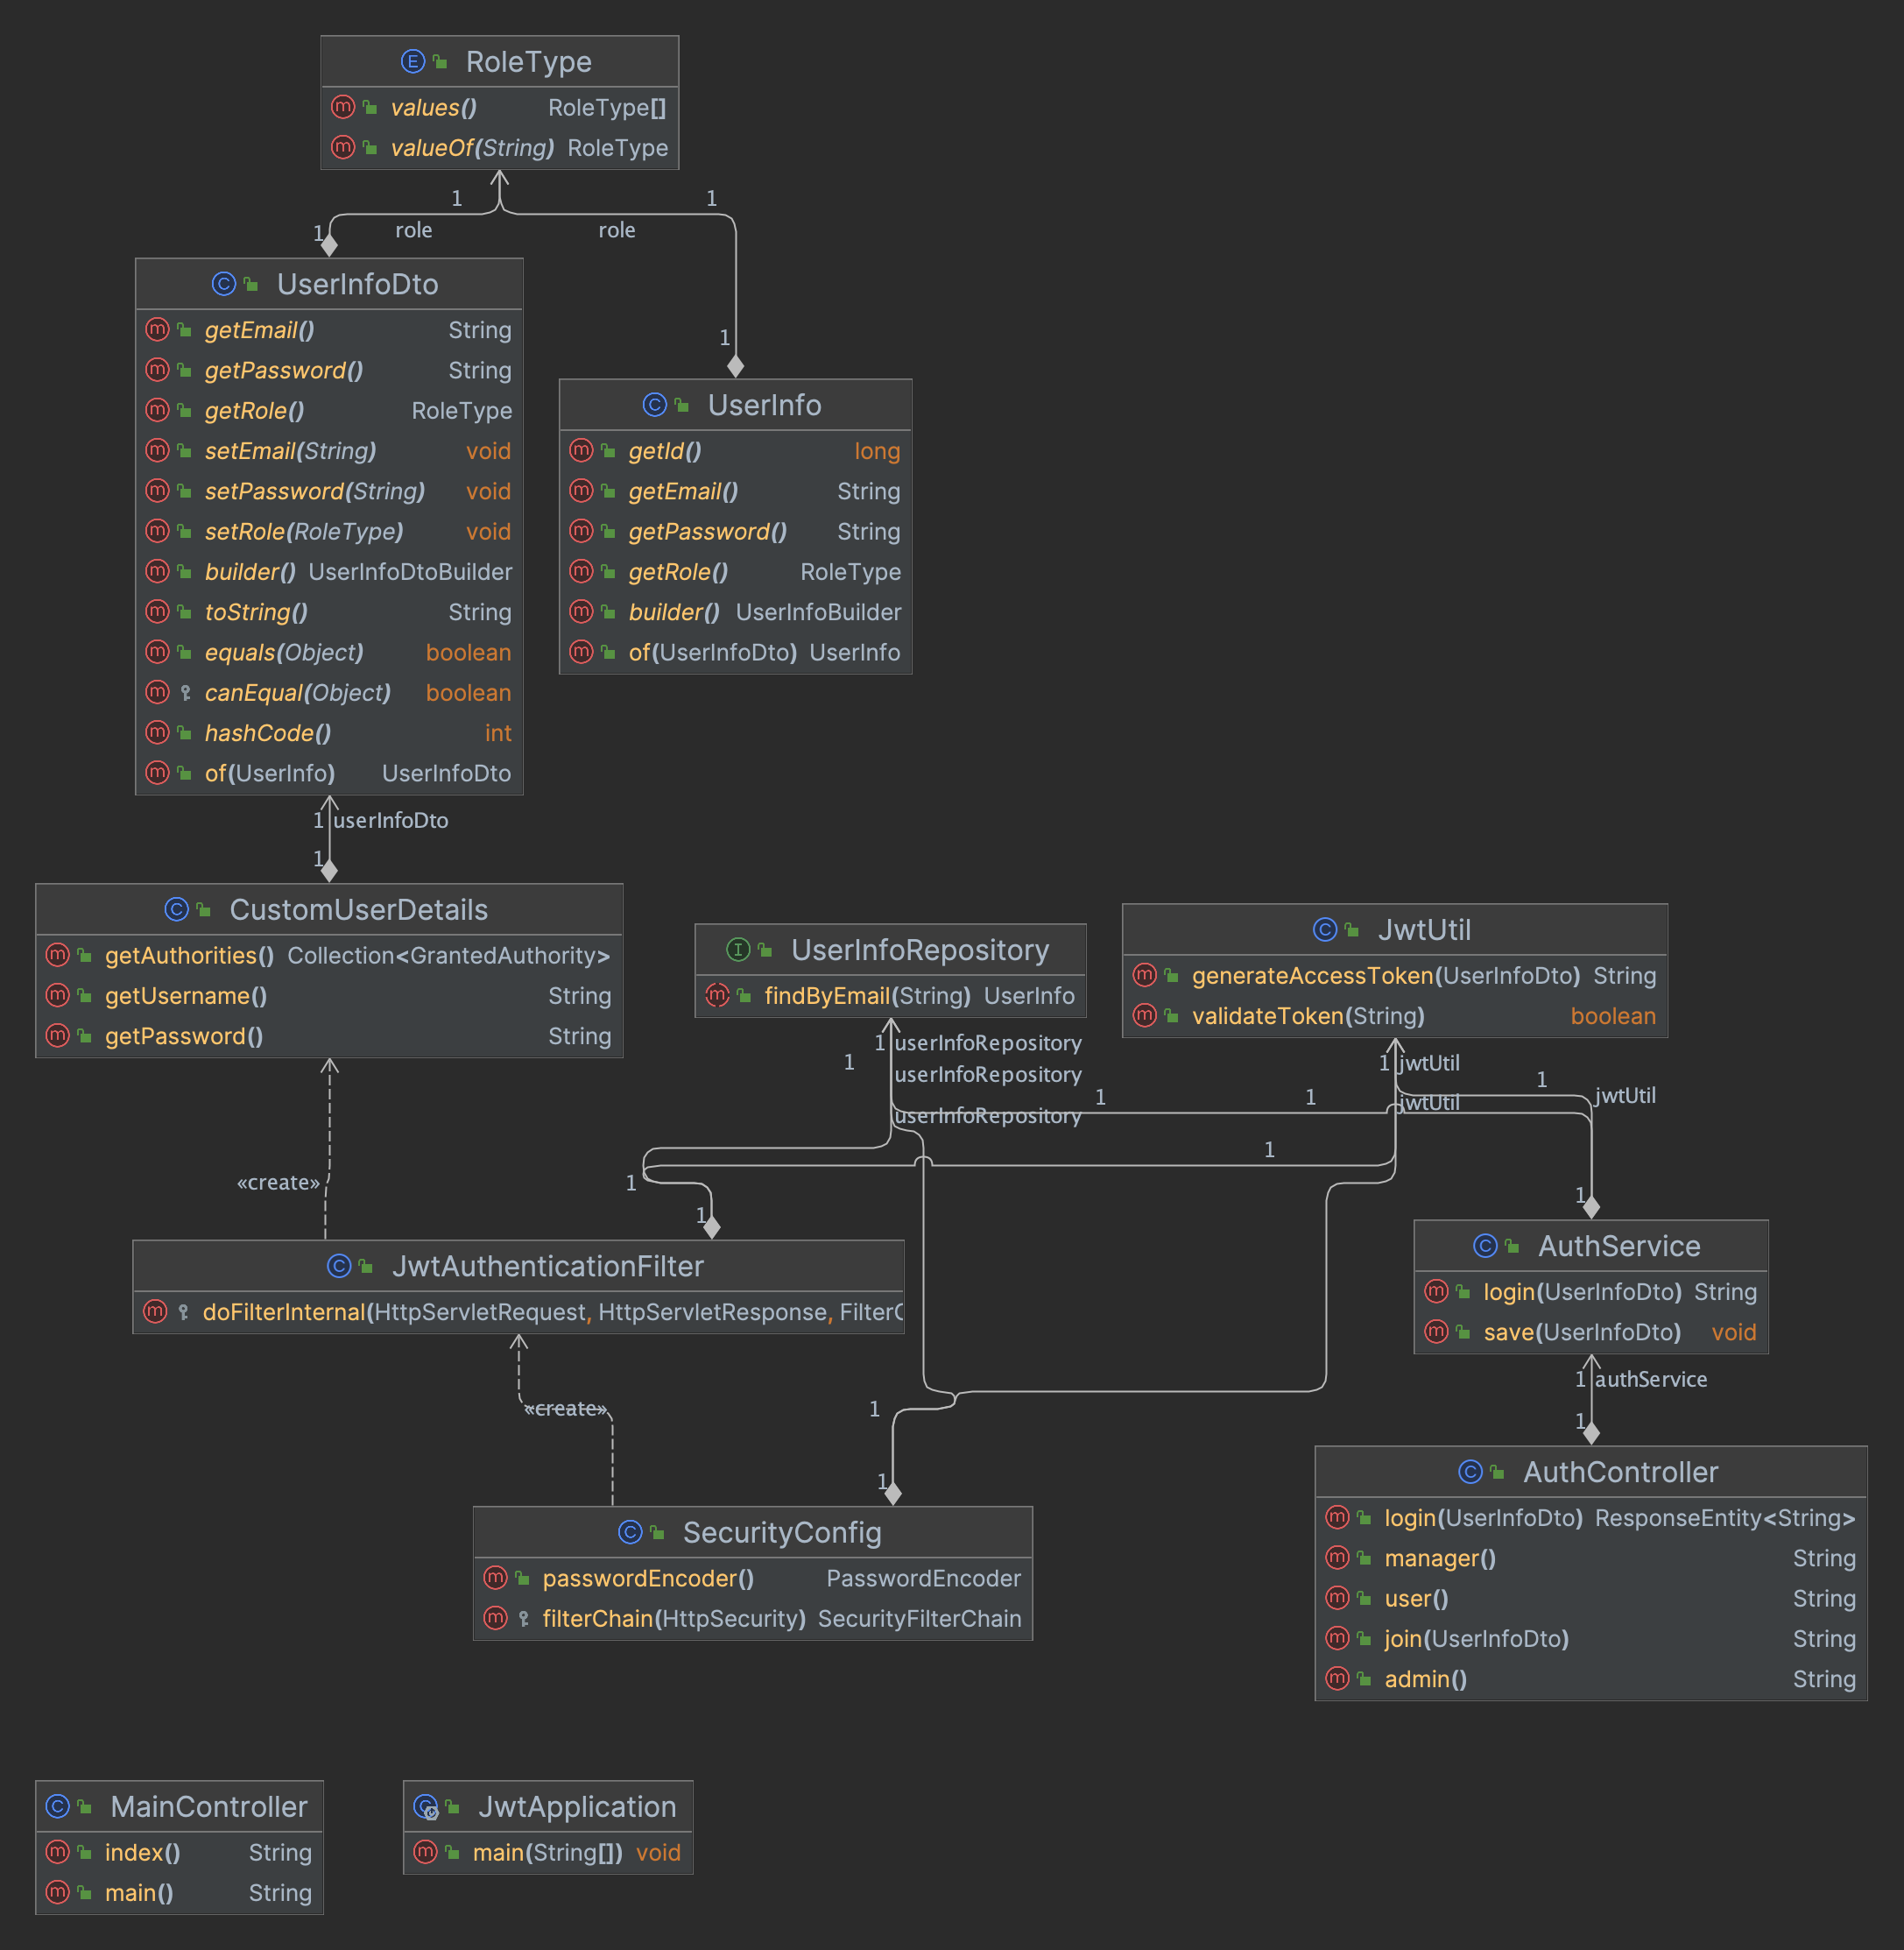 RoleType
values() RoleType[]
valueOf(String) RoleType
1
1
1
role
role
UserInfoDto
getEmail() String
getPassword() String
getRole() RoleType
setEmail(String) void
setPassword(String) void
setRole(RoleType) void
builder() UserInfoDtoBuilder
toString() String
equals(Object) boolean
canEqual(Object) boolean
hashCode() int
of(UserInfo) UserInfoDto
1
UserInfo
getId() long
getEmail() String
getPassword() String
getRole() RoleType
builder() UserInfoBuilder
of(UserInfoDto) UserInfo
1 userInfoDto
1
CustomUserDetails
getAuthorities() Collection<GrantedAuthority>
getUsername() String
getPassword() String
UserInfoRepository
findByEmail(String) UserInfo
JwtUtil
generateAccessToken(UserInfoDto) String
validateToken(String) boolean
1 userInfoRepository
1
userInfoRepository
userInfoRepository
1 jwtUtil
jwtUtil
1
jwtUtil
1
1
1
«create»
1
1
1
JwtAuthenticationFilter
doFilterInternal(HttpServletRequest, HttpServletResponse, FilterC
AuthService
login(UserInfoDto) String
save(UserInfoDto) void
1 authService
1
«create»
1
1
SecurityConfig
passwordEncoder() PasswordEncoder
filterChain(HttpSecurity) SecurityFilterChain
AuthController
login(UserInfoDto) ResponseEntity<String>
manager() String
user() String
join(UserInfoDto) String
admin() String
MainController
index() String
main() String
JwtApplication
main(String[]) void